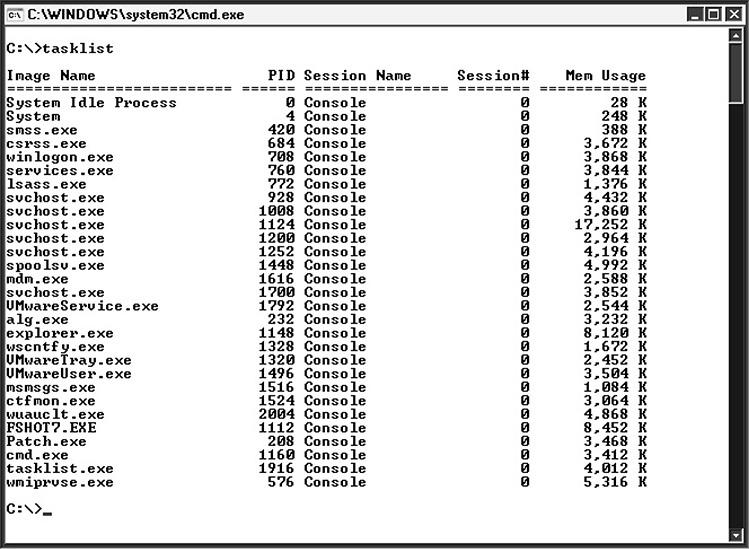 C:\WINDOWS\system32\cmd.exe
C:\>tasklist
Image Name                   PID Session Name     Session#    Mem Usage
========================= ====== ================ ======== ============
System Idle Process            0 Console                 0         28 K
System                         4 Console                 0        248 K
smss.exe                     420 Console                 0        388 K
csrss.exe                    684 Console                 0      3,672 K
winlogon.exe                 708 Console                 0      3,868 K
services.exe                 760 Console                 0      3,844 K
lsass.exe                    772 Console                 0      1,376 K
svchost.exe                  928 Console                 0      4,432 K
svchost.exe                 1008 Console                 0      3,860 K
svchost.exe                 1124 Console                 0     17,252 K
svchost.exe                 1200 Console                 0      2,964 K
svchost.exe                 1252 Console                 0      4,196 K
spoolsv.exe                 1448 Console                 0      4,992 K
mdm.exe                     1616 Console                 0      2,588 K
svchost.exe                 1700 Console                 0      3,852 K
VMwareService.exe           1792 Console                 0      2,544 K
alg.exe                      232 Console                 0      3,232 K
explorer.exe                1148 Console                 0      8,120 K
wscntfy.exe                 1328 Console                 0      1,672 K
VMwareTray.exe              1320 Console                 0      2,452 K
VMwareUser.exe              1496 Console                 0      3,504 K
msmsgs.exe                  1516 Console                 0      1,084 K
ctfmon.exe                  1524 Console                 0      3,064 K
wuauclt.exe                 2004 Console                 0      4,868 K
FSHOT7.EXE                  1112 Console                 0      8,452 K
Patch.exe                    208 Console                 0      3,468 K
cmd.exe                     1160 Console                 0      3,412 K
tasklist.exe                1916 Console                 0      4,012 K
wmiprvse.exe                 576 Console                 0      5,316 K
C:\>_